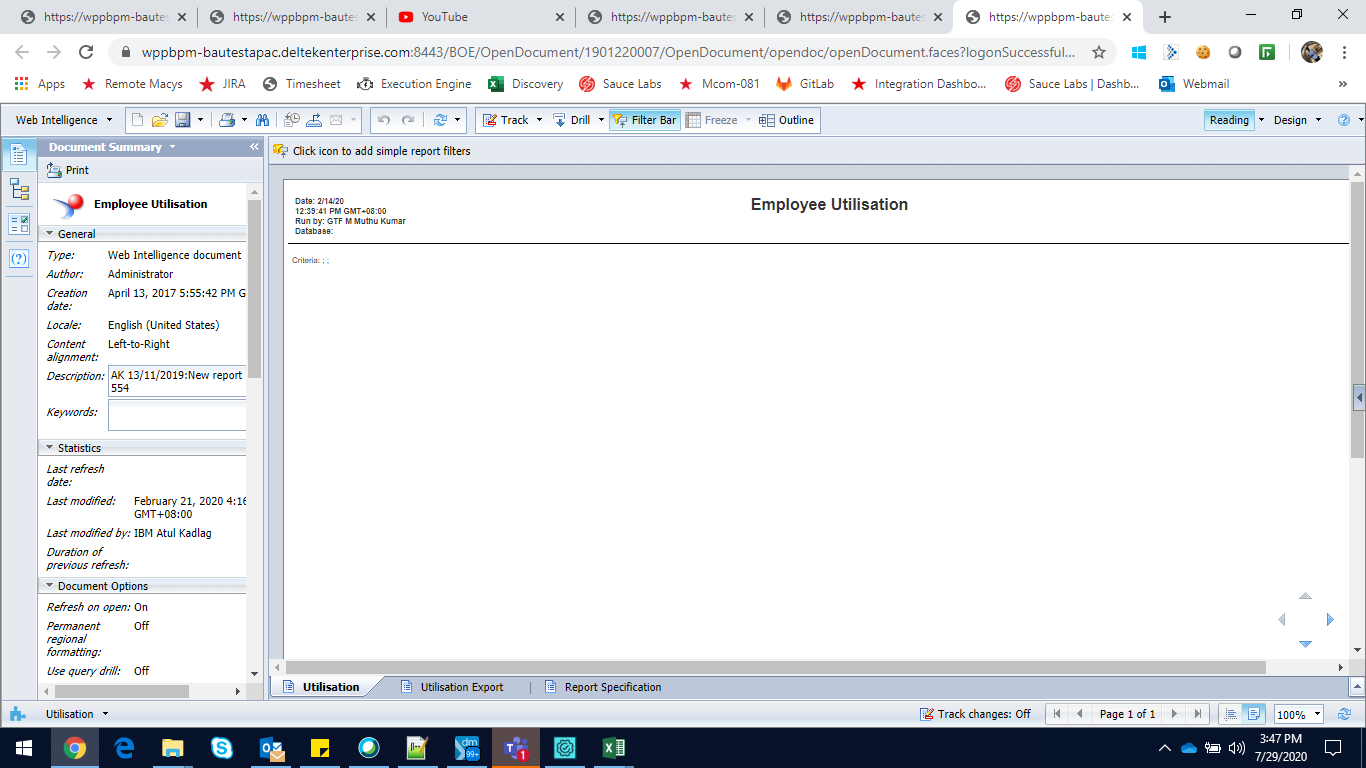 https://wppbpm-bautes
https://wppbpm-bautes
YouTube
https://wppbpm-bautes
https://wppbpm-bautes
https://wppbpm-bautes
wppbpm-bautestapac.deltekenterprise.com:8443/BOE/OpenDocument/1901220007/OpenDocument/opendoc/openDocument.faces?logonSuccessful...
Apps
Remote Macys
JIRA
Timesheet
Execution Engine
Discovery
Sauce Labs
Mcom-081
GitLab
Integration Dashbo...
Sauce Labs | Dashb...
Webmail
»
Web Intelligence
Track
Drill
Filter Bar
Freeze
Outline
Reading
Design
Document Summary
«
Click icon to add simple report filters
Print
Employee Utilisation
General
Type: Web Intelligence document
Author: Administrator
Creation date: April 13, 2017 5:55:42 PM G
Locale: English (United States)
Content alignment: Left-to-Right
Description: AK 13/11/2019:New report
554
Keywords:
Statistics
Last refresh date:
Last modified: February 21, 2020 4:16
GMT+08:00
Last modified by: IBM Atul Kadlag
Duration of previous refresh:
Document Options
Refresh on open: On
Permanent regional formatting: Off
Use query drill: Off
Date: 2/14/20
12:39:41 PM GMT+08:00
Run by: GTF M Muthu Kumar
Database:
Employee Utilisation
Criteria: ; ;
Utilisation
Utilisation Export
Report Specification
Utilisation
Track changes: Off
Page 1 of 1
100%
dm
99+
1
3:47 PM
7/29/2020